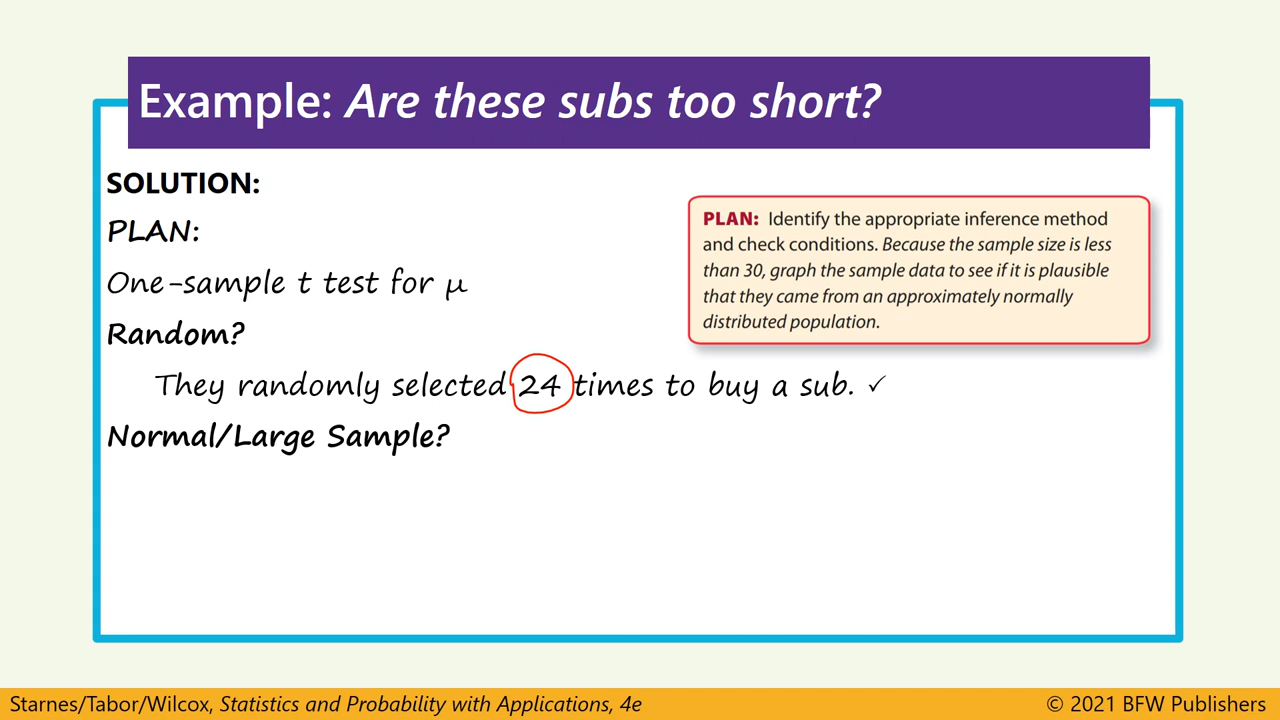 Example: Are these subs too short?
SOLUTION:
PLAN:
One-sample t test for μ
Random?
They randomly selected 24 times to buy a sub. ✓
Normal/Large Sample?
PLAN: Identify the appropriate inference method
and check conditions. Because the sample size is less
than 30, graph the sample data to see if it is plausible
that they came from an approximately normally
distributed population.
Starnes/Tabor/Wilcox, Statistics and Probability with Applications, 4e
© 2021 BFW Publishers